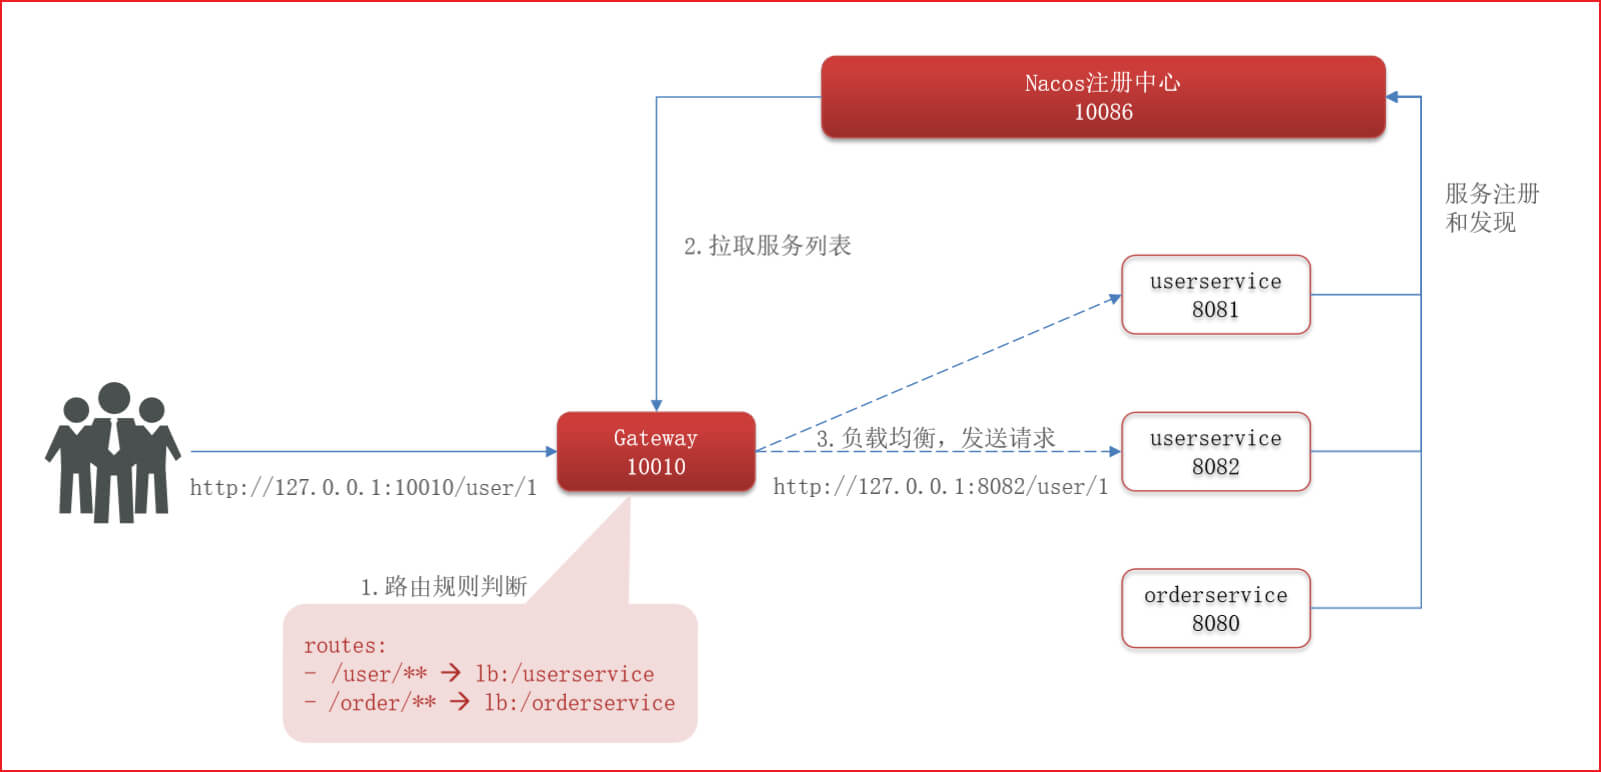 Nacos注册中心
10086
服务注册
和发现
2.拉取服务列表
userservice
8081
Gateway
10010
3.负载均衡，发送请求
userservice
8082
http://127.0.0.1:10010/user/1
http://127.0.0.1:8082/user/1
1.路由规则判断
orderservice
8080
routes:
- /user/** → lb:/userservice
- /order/** → lb:/orderservice